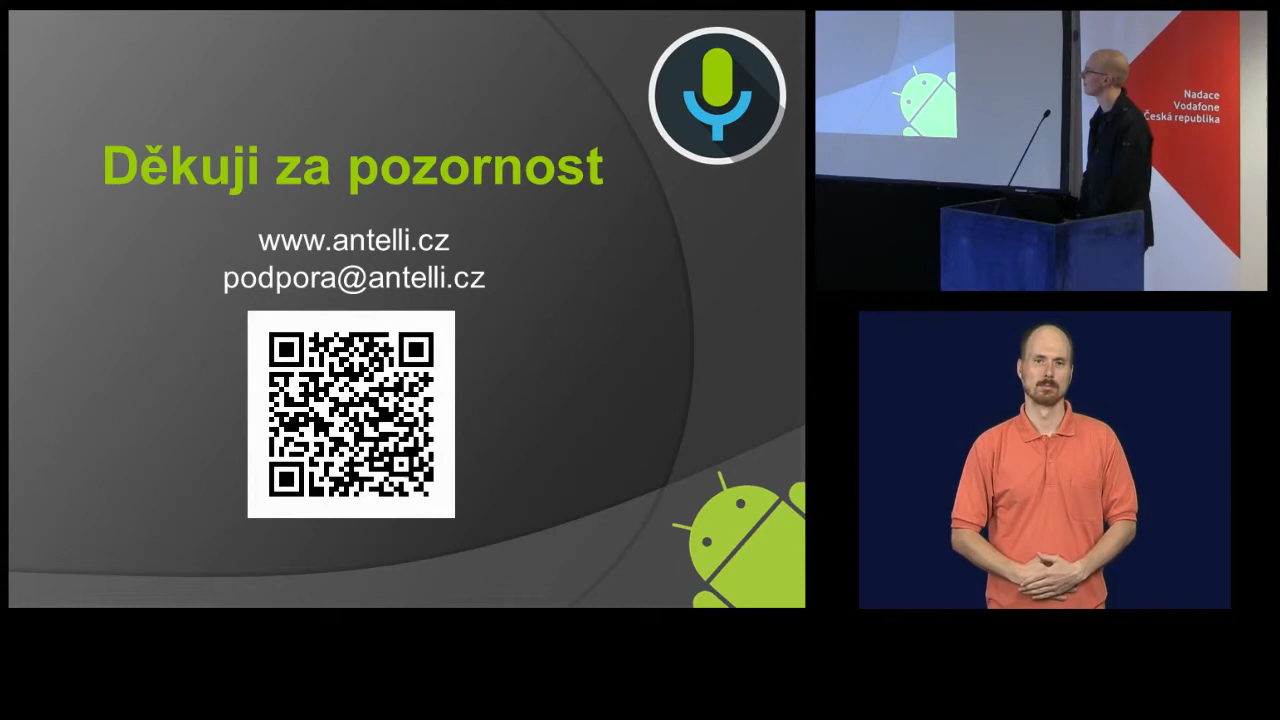 Děkuji za pozornost
www.antelli.cz
podpora@antelli.cz
Nadace
Vodafone
Česká republika